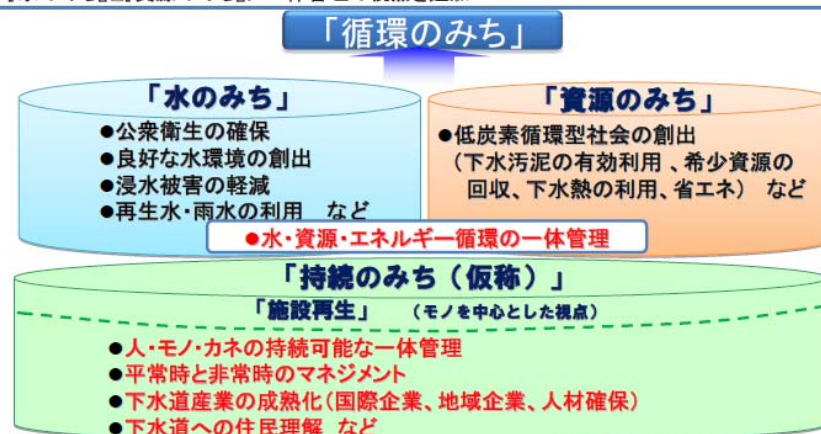 「循環のみち」
「水のみち」
●公衆衛生の確保
●良好な水環境の創出
●浸水被害の軽減
●再生水・雨水の利用 など
「資源のみち」
●低炭素循環型社会の創出
(下水汚泥の有効利用、希少資源の
回収、下水熱の利用、省エネ) など
●水・資源・エネルギー循環の一体管理
「持続のみち(仮称)」
「施設再生」 (モノを中心とした視点)
●人・モノ・カネの持続可能な一体管理
●平常時と非常時のマネジメント
●下水道産業の成熟化(国際企業、地域企業、人材確保)
●下水道への住民理解 など